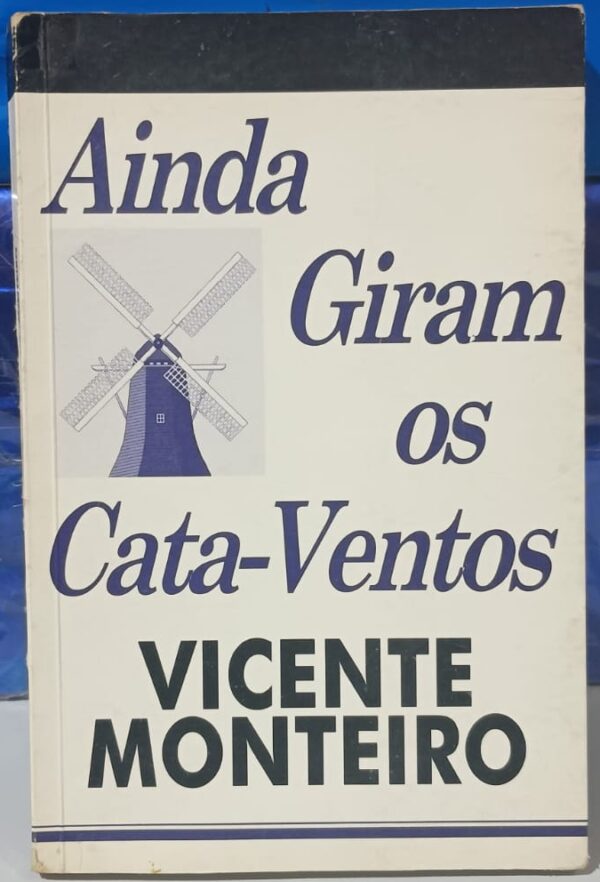 Ainda
Giram
os
Cata-Ventos
VICENTE
MONTEIRO